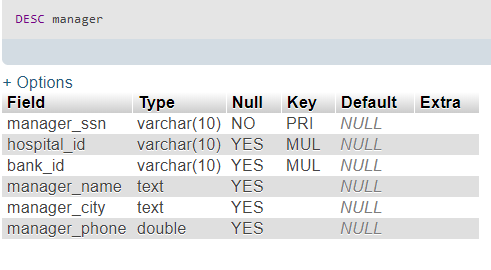 DESC manager
+ Options
Field Type Null Key Default Extra
manager_ssn varchar(10) NO PRI NULL
hospital_id varchar(10) YES MUL NULL
bank_id varchar(10) YES MUL NULL
manager_name text YES NULL
manager_city text YES NULL
manager_phone double YES NULL